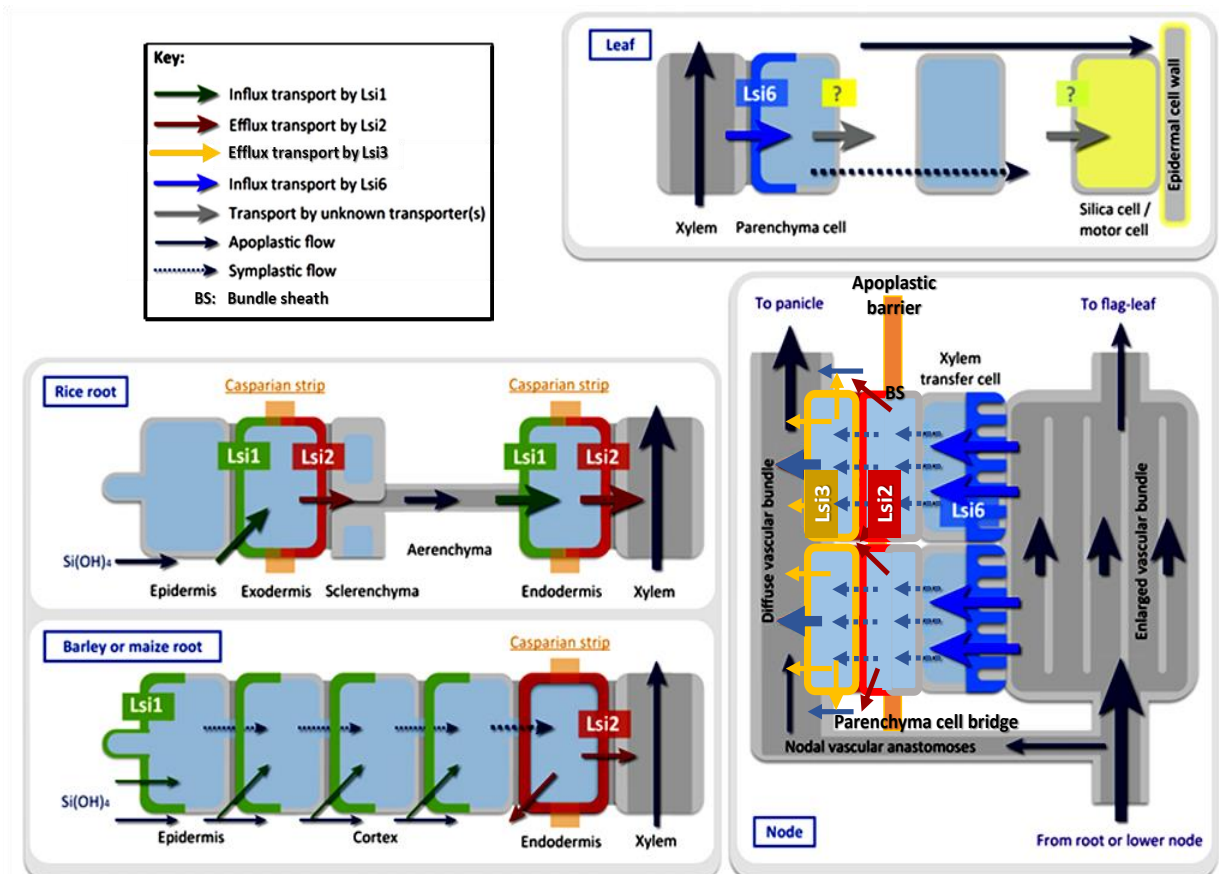 Key:
Influx transport by Lsi1
Efflux transport by Lsi2
Efflux transport by Lsi3
Influx transport by Lsi6
Transport by unknown transporter(s)
Apoplastic flow
Symplastic flow
BS: Bundle sheath
Leaf
Lsi6
?
?
Epidermal cell wall
Xylem
Parenchyma cell
Silica cell /
motor cell
Rice root
Casparian strip
Casparian strip
Lsi1
Lsi2
Lsi1
Lsi2
Si(OH)₄
Aerenchyma
Epidermis
Exodermis
Sclerenchyma
Endodermis
Xylem
Barley or maize root
Casparian strip
Lsi1
Lsi2
Si(OH)₄
Epidermis
Cortex
Endodermis
Xylem
Apoplastic
barrier
To panicle
To flag-leaf
Xylem
transfer cell
BS
Diffuse vascular bundle
Lsi3
Lsi2
Lsi6
Enlarged vascular bundle
Parenchyma cell bridge
Nodal vascular anastomoses
Node
From root or lower node